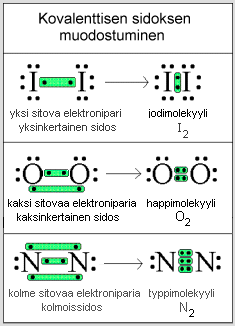 Kovalenttisen sidoksen
muodostuminen
I I
I I
yksi sitova elektronipari
yksinkertainen sidos
jodimolekyyli
I2
O O
O O
kaksi sitovaa elektroniparia
kaksinkertainen sidos
happimolekyyli
O2
N N
N N
kolme sitovaa elektroniparia
kolmoissidos
typpimolekyyli
N2